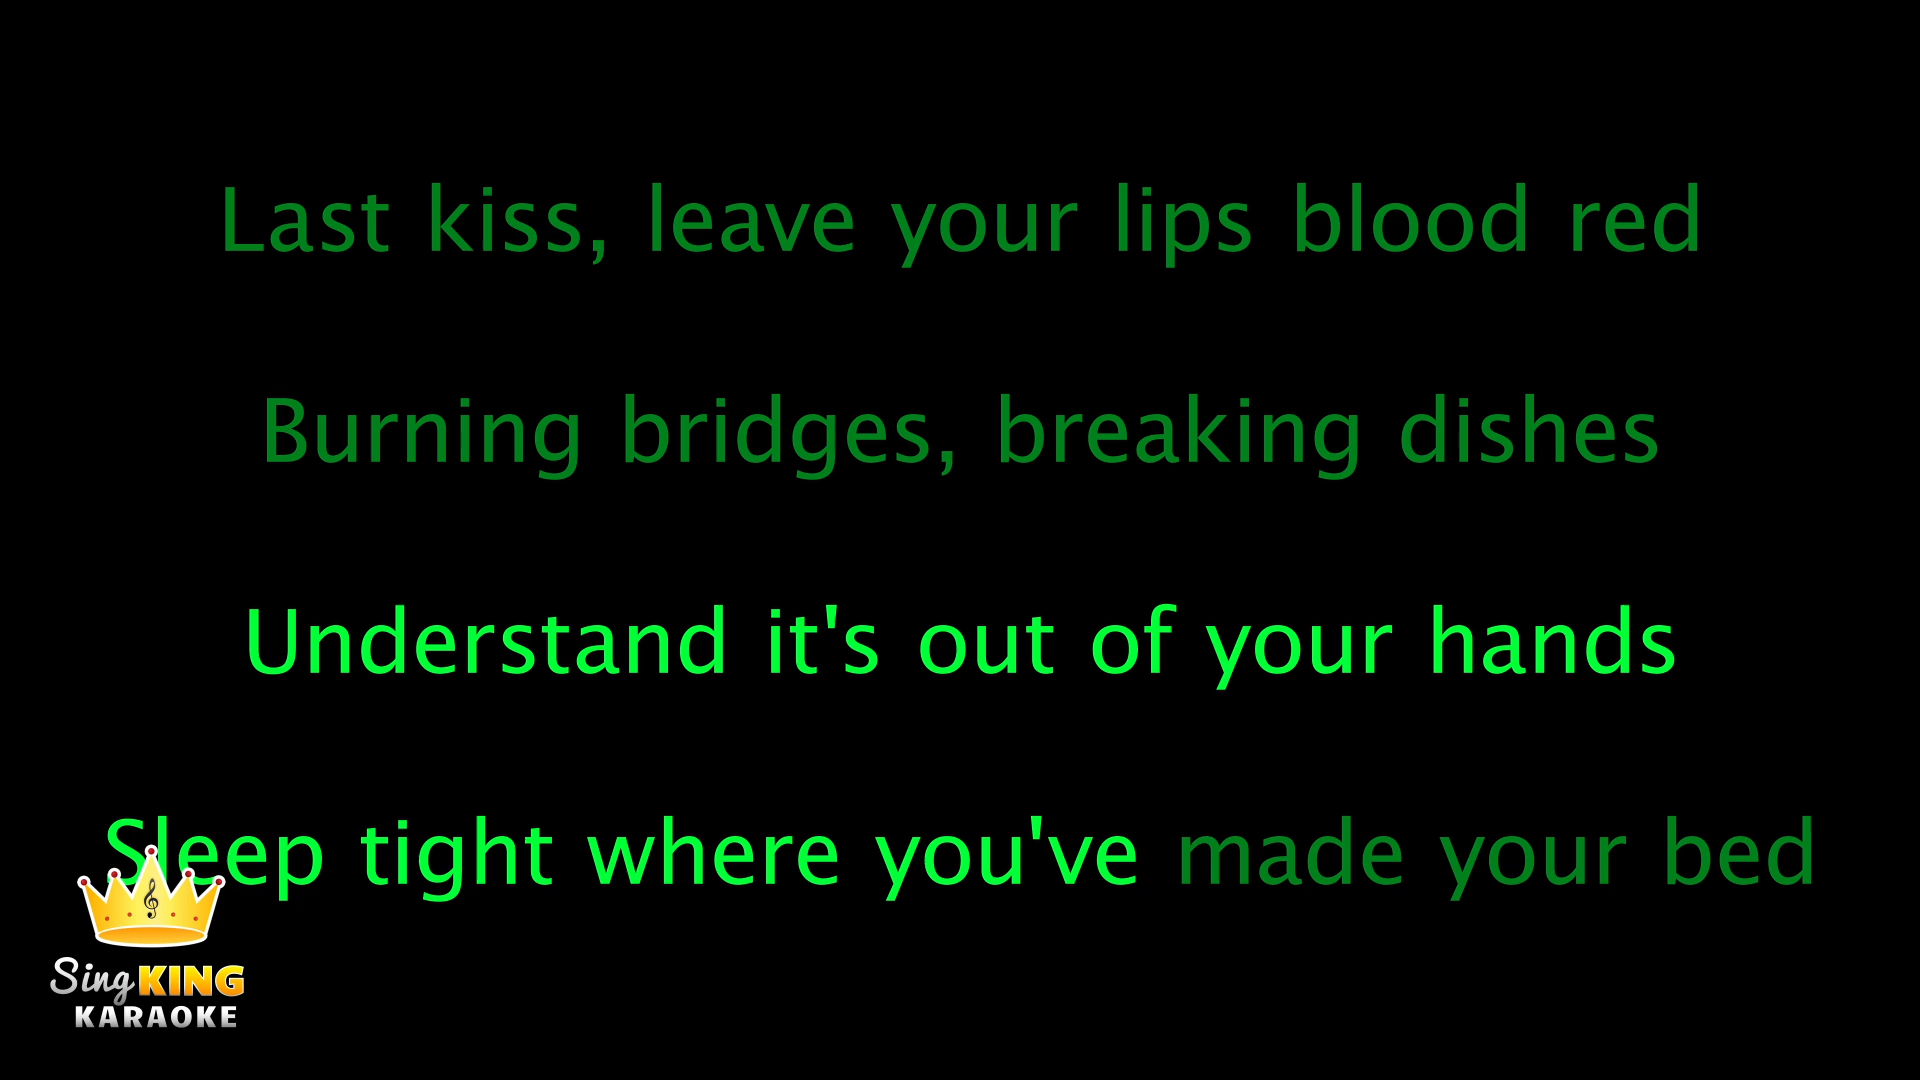 Last kiss, leave your lips blood red
Burning bridges, breaking dishes
Understand it's out of your hands
Sleep tight where you've made your bed
Sing KING
KARAOKE